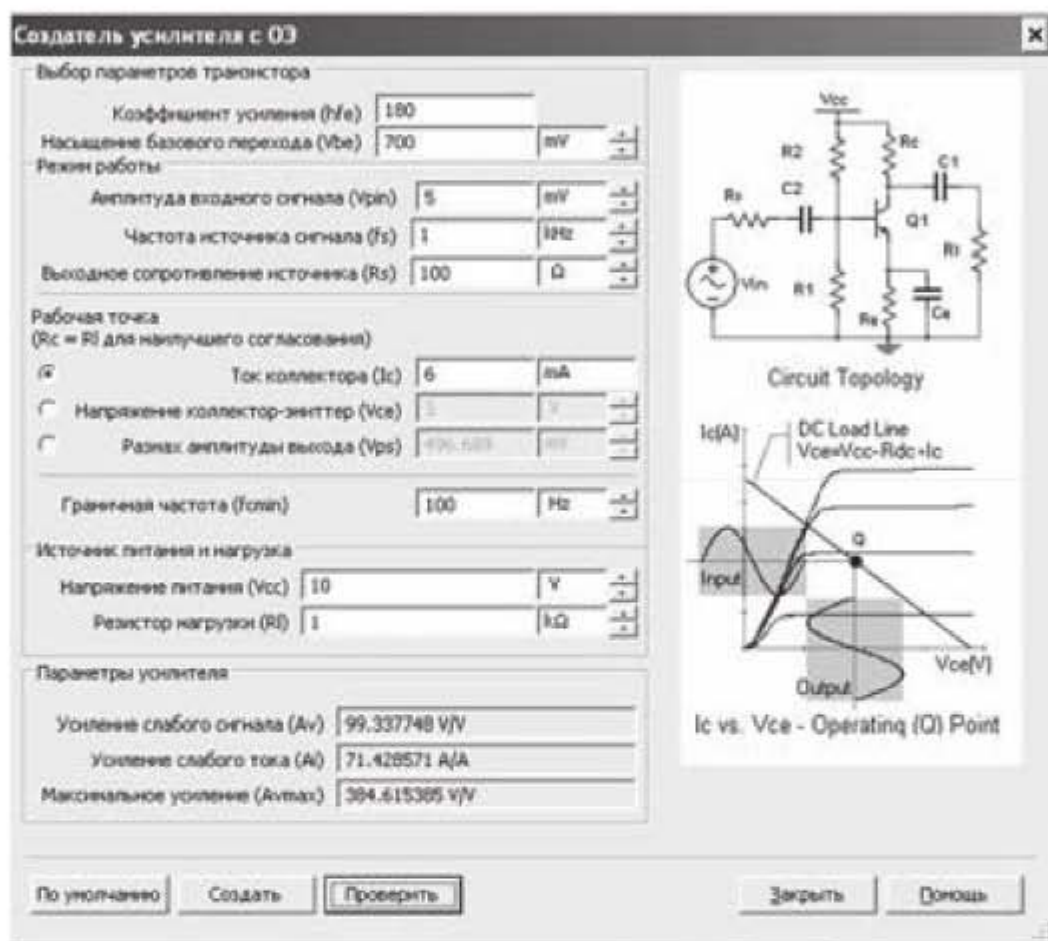 Создатель усилителя с ОЭ
Выбор параметров транзистора
Коэффициент усиления (hfe) 180
Насыщение базового перехода (Vbe) 700 mV
Режим работы
Амплитуда входного сигнала (Vpin) 5 mV
Частота источника сигнала (fs) 1 kHz
Выходное сопротивление источника (Rs) 100 Ω
Рабочая точка
(Rc = Rl для наилучшего согласования)
Ток коллектора (Ic) 6 mA
Напряжение коллектор-эмиттер (Vce) V
Размах амплитуды выхода (Vps) mV
Граничная частота (fcmin) 100 Hz
Источник питания и нагрузка
Напряжение питания (Vcc) 10 V
Резистор нагрузки (Rl) 1 kΩ
Параметры усилителя
Усиление слабого сигнала (Av) 99.337748 V/V
Усиление слабого тока (Ai) 71.428571 A/A
Максимальное усиление (Avmax) 384.615385 V/V
По умолчанию
Создать
Проверить
Закрыть
Помощь
Vcc
R2
Rc
C1
Rs
C2
Q1
Rl
Vin
R1
Re
Ce
Circuit Topology
Ic[A]
DC Load Line
Vce=Vcc-Rdc*Ic
Q
Input
Vce[V]
Output
Ic vs. Vce - Operating (Q) Point